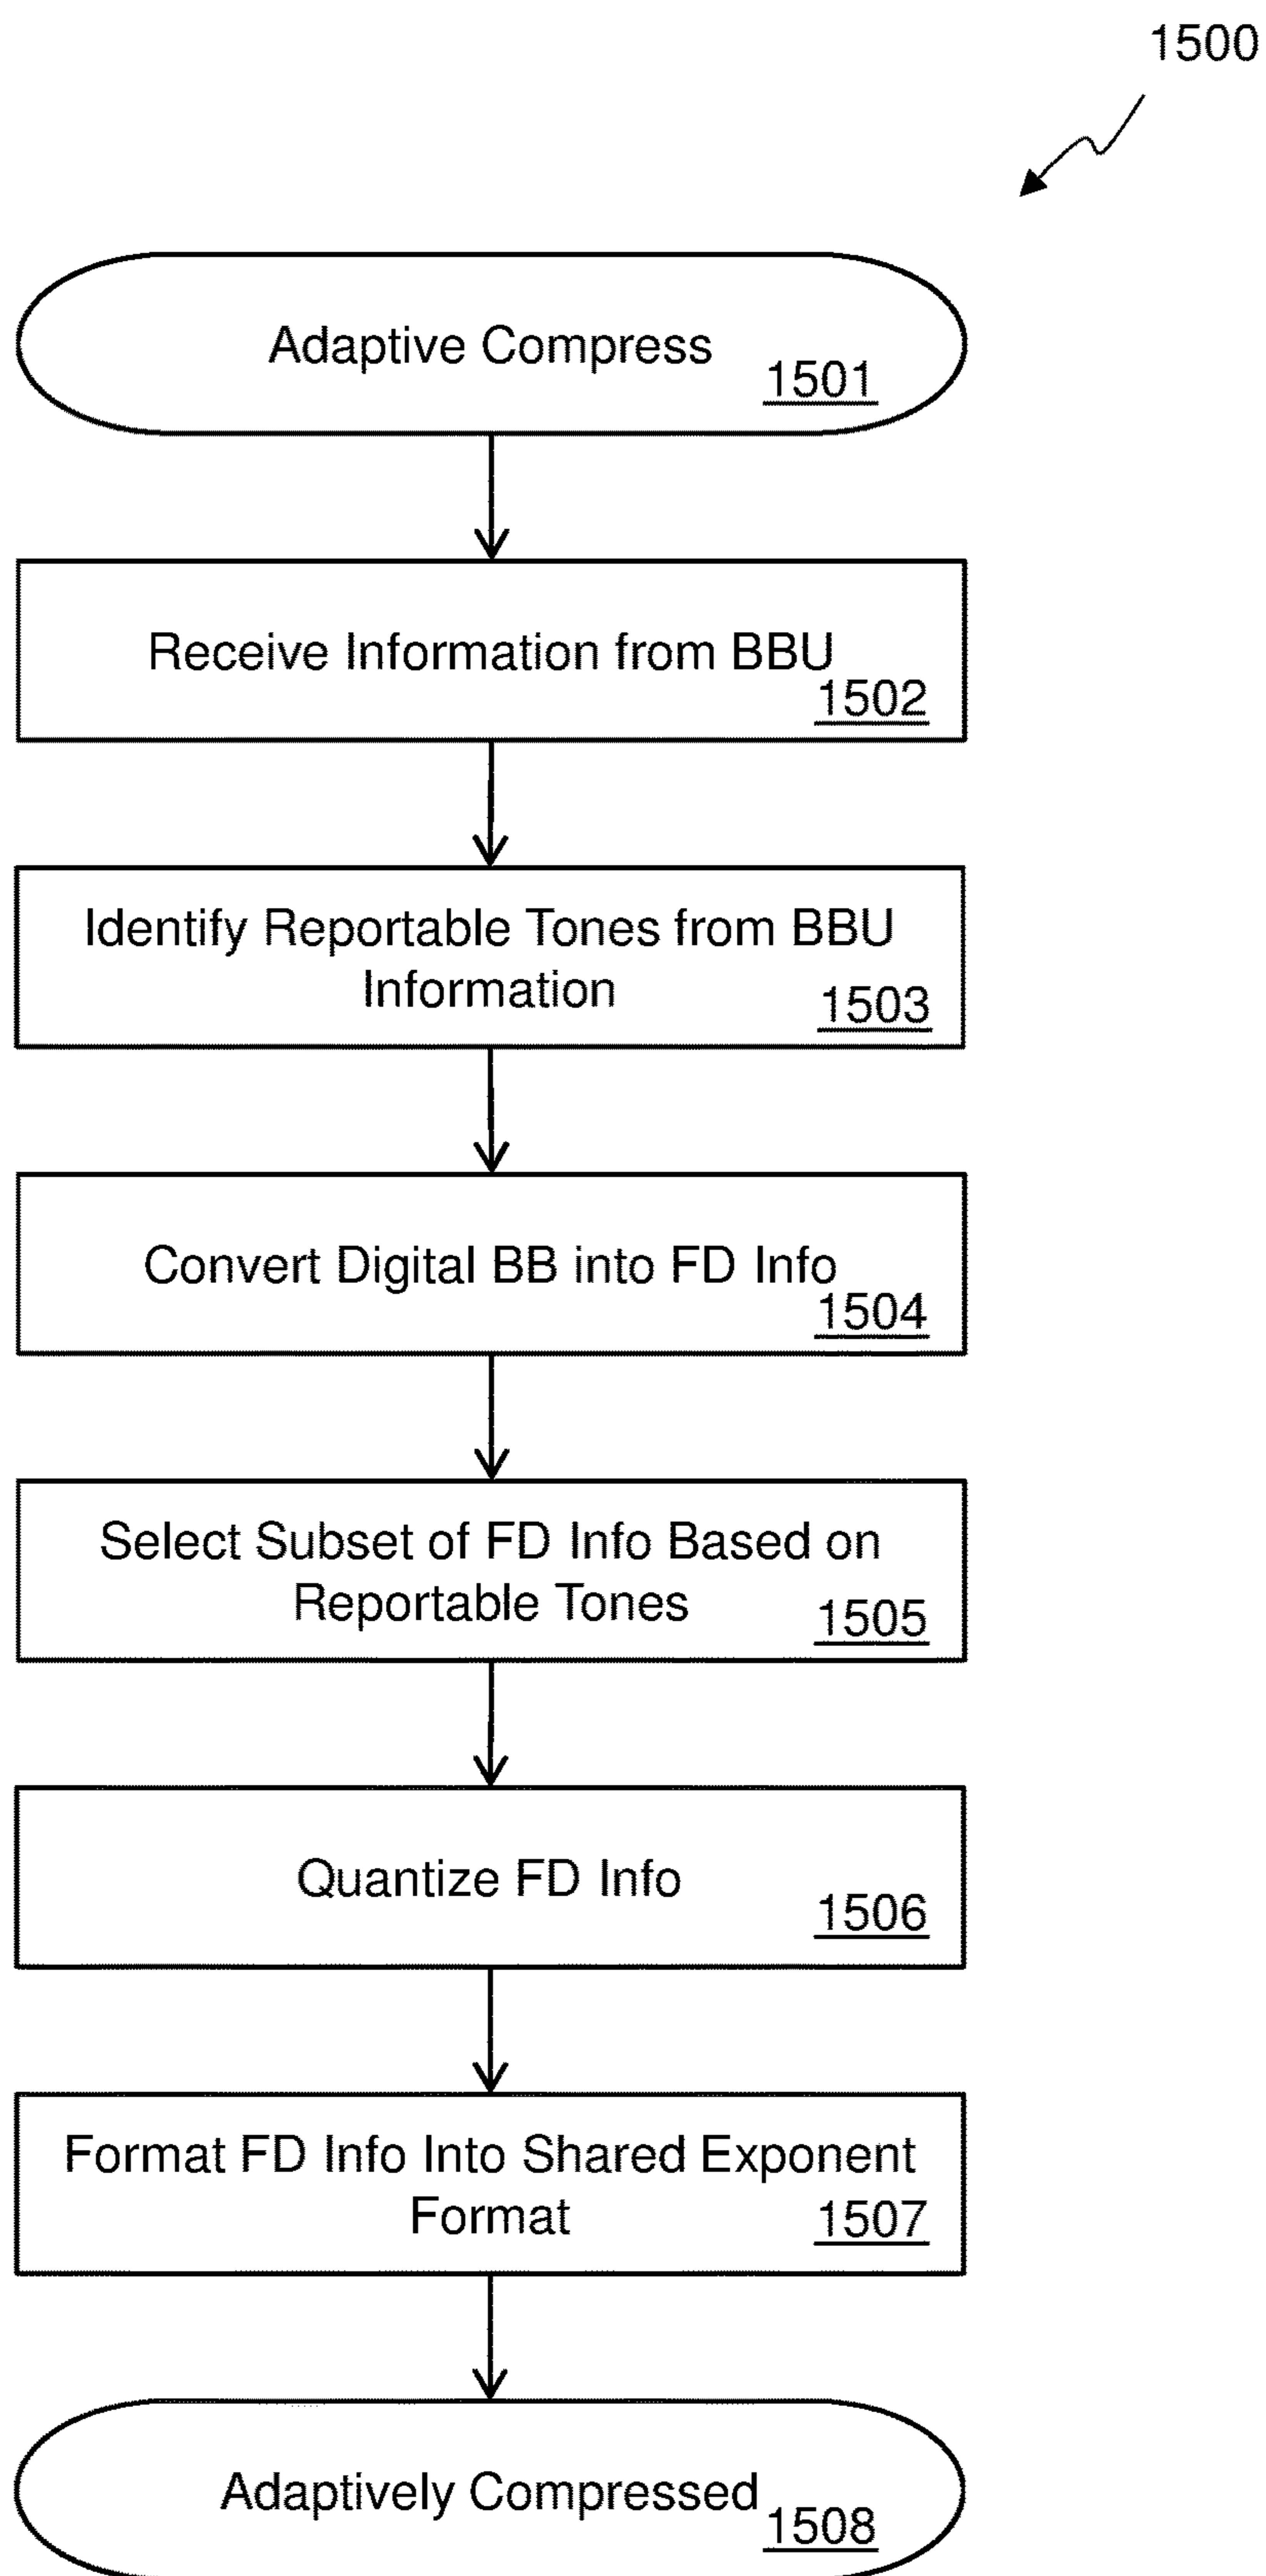 1500
Adaptive Compress
1501
Receive Information from BBU
1502
Identify Reportable Tones from BBU
Information
1503
Convert Digital BB into FD Info
1504
Select Subset of FD Info Based on
Reportable Tones
1505
Quantize FD Info
1506
Format FD Info Into Shared Exponent
Format
1507
Adaptively Compressed
1508